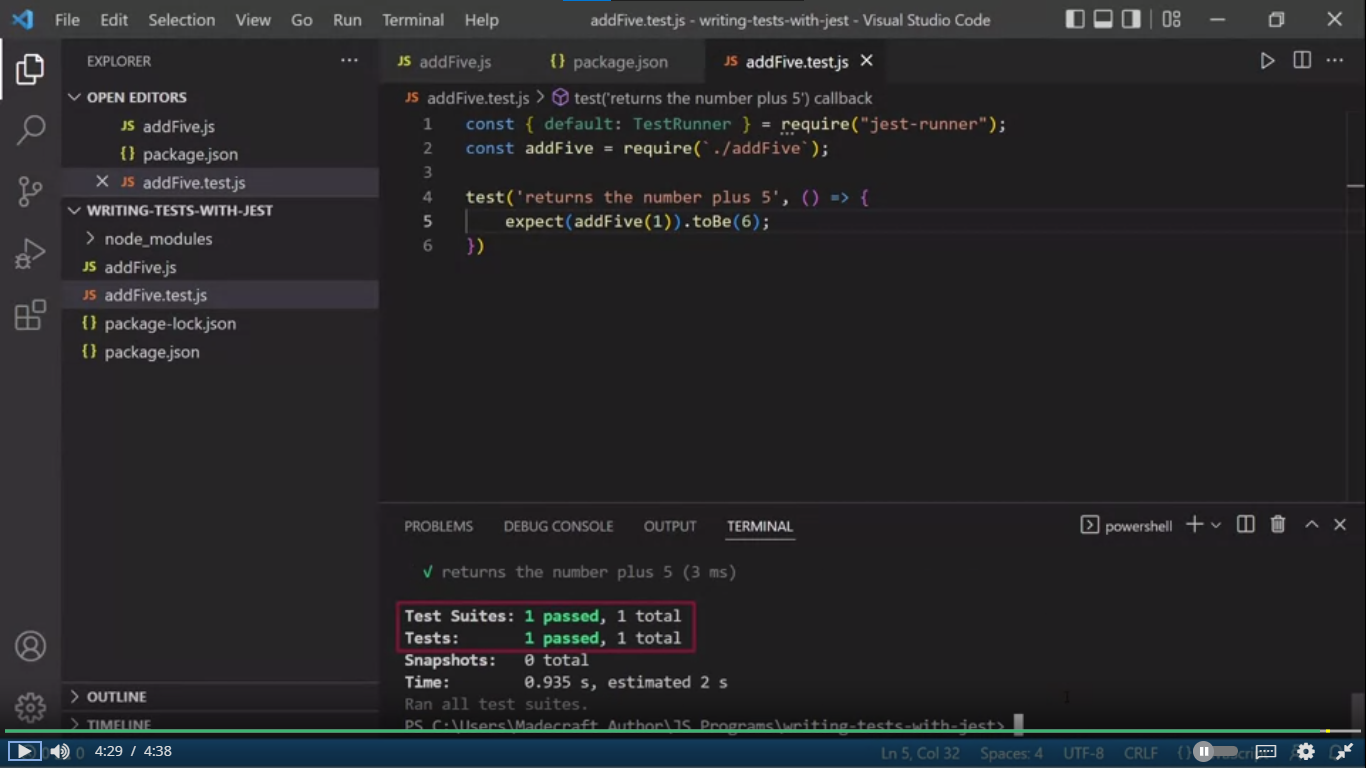 File Edit Selection View Go Run Terminal Help addFive.test.js - writing-tests-with-jest - Visual Studio Code
EXPLORER
OPEN EDITORS
JS addFive.js
{} package.json
JS addFive.test.js
WRITING-TESTS-WITH-JEST
node_modules
JS addFive.js
JS addFive.test.js
{} package-lock.json
{} package.json
OUTLINE
TIMELINE
JS addFive.js {} package.json JS addFive.test.js
JS addFive.test.js > test('returns the number plus 5') callback
1 const { default: TestRunner } = require("jest-runner");
2 const addFive = require(`./addFive`);
3
4 test('returns the number plus 5', () => {
5 expect(addFive(1)).toBe(6);
6 })
PROBLEMS DEBUG CONSOLE OUTPUT TERMINAL powershell
√ returns the number plus 5 (3 ms)
Test Suites: 1 passed, 1 total
Tests: 1 passed, 1 total
Snapshots: 0 total
Time: 0.935 s, estimated 2 s
Ran all test suites.
PS C:\Users\Madecraft Author\JS Programs\writing-tests-with-jest>
4:29 / 4:38
Ln 5, Col 32 Spaces: 4 UTF-8 CRLF